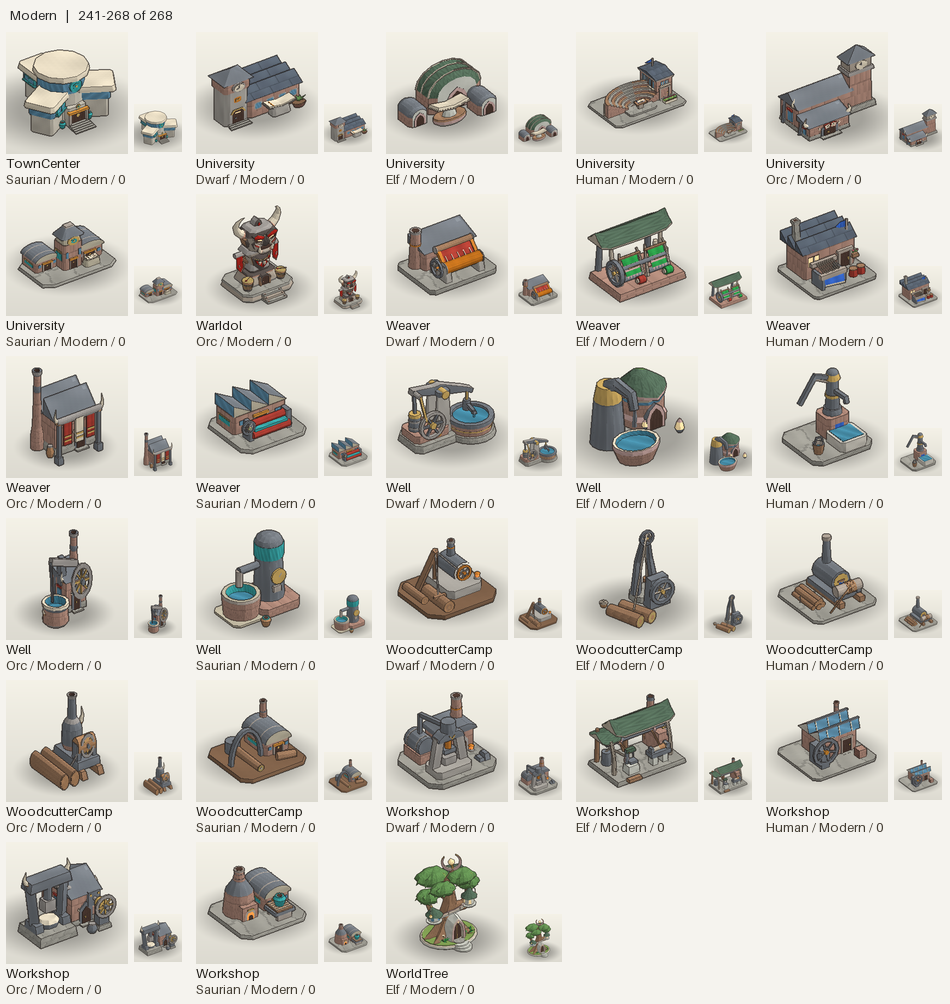 Modern | 241-268 of 268
TownCenter
Saurian / Modern / 0
University
Dwarf / Modern / 0
University
Elf / Modern / 0
University
Human / Modern / 0
University
Orc / Modern / 0
University
Saurian / Modern / 0
WarIdol
Orc / Modern / 0
Weaver
Dwarf / Modern / 0
Weaver
Elf / Modern / 0
Weaver
Human / Modern / 0
Weaver
Orc / Modern / 0
Weaver
Saurian / Modern / 0
Well
Dwarf / Modern / 0
Well
Elf / Modern / 0
Well
Human / Modern / 0
Well
Orc / Modern / 0
Well
Saurian / Modern / 0
WoodcutterCamp
Dwarf / Modern / 0
WoodcutterCamp
Elf / Modern / 0
WoodcutterCamp
Human / Modern / 0
WoodcutterCamp
Orc / Modern / 0
WoodcutterCamp
Saurian / Modern / 0
Workshop
Dwarf / Modern / 0
Workshop
Elf / Modern / 0
Workshop
Human / Modern / 0
Workshop
Orc / Modern / 0
Workshop
Saurian / Modern / 0
WorldTree
Elf / Modern / 0